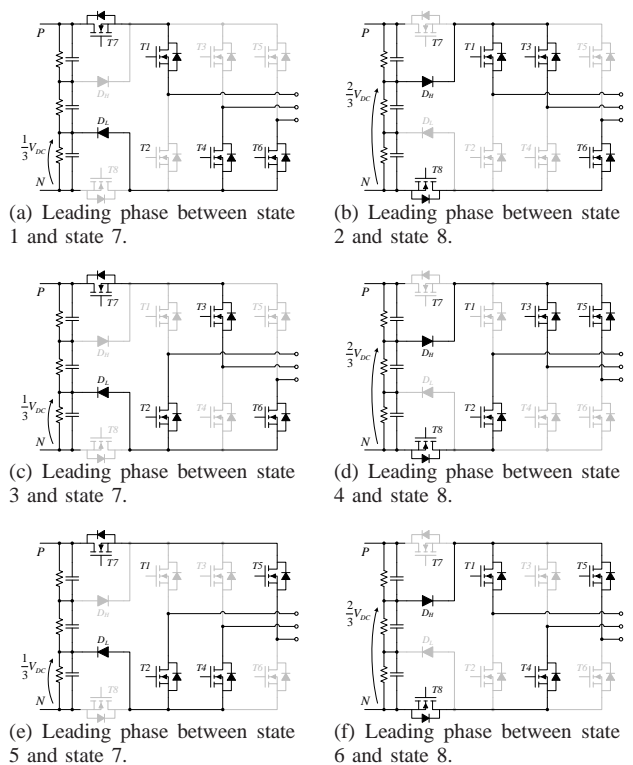 P
T7
T1
T3
T5
D_H
D_L
1/3 V_DC
T2
T4
T6
N
T8
(a) Leading phase between state
1 and state 7.
P
T7
T1
T3
T5
D_H
2/3 V_DC
D_L
T2
T4
T6
N
T8
(b) Leading phase between state
2 and state 8.
P
T7
T1
T3
T5
D_H
D_L
1/3 V_DC
T2
T4
T6
N
T8
(c) Leading phase between state
3 and state 7.
P
T7
T1
T3
T5
D_H
2/3 V_DC
D_L
T2
T4
T6
N
T8
(d) Leading phase between state
4 and state 8.
P
T7
T1
T3
T5
D_H
D_L
1/3 V_DC
T2
T4
T6
N
T8
(e) Leading phase between state
5 and state 7.
P
T7
T1
T3
T5
D_H
2/3 V_DC
D_L
T2
T4
T6
N
T8
(f) Leading phase between state
6 and state 8.